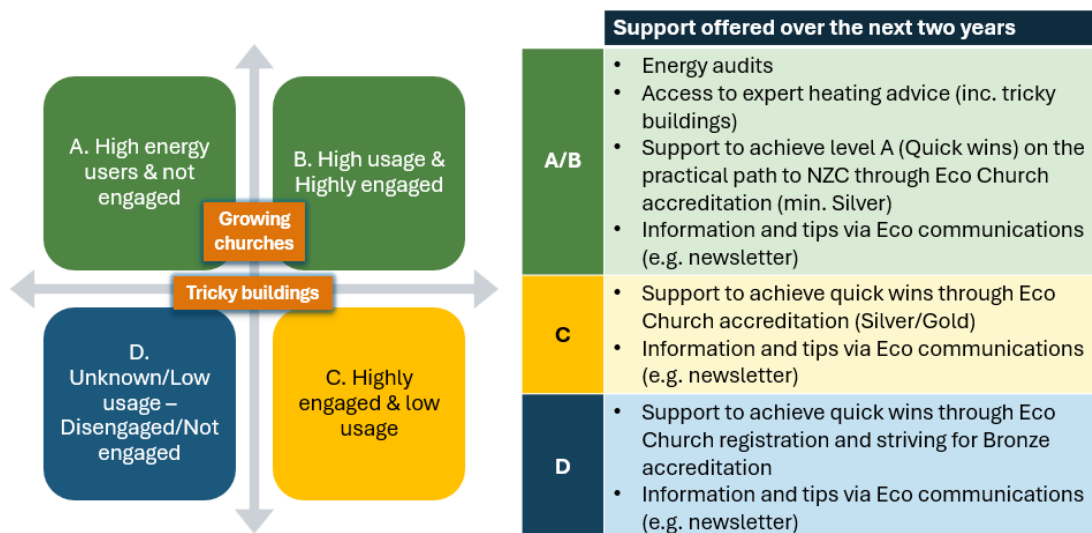 A. High energy
users & not
engaged
B. High usage &
Highly engaged
Growing
churches
Tricky buildings
D.
Unknown/Low
usage –
Disengaged/Not
engaged
C. Highly
engaged & low
usage
Support offered over the next two years
A/B
• Energy audits
• Access to expert heating advice (inc. tricky
buildings)
• Support to achieve level A (Quick wins) on the
practical path to NZC through Eco Church
accreditation (min. Silver)
• Information and tips via Eco communications
(e.g. newsletter)
C
• Support to achieve quick wins through Eco
Church accreditation (Silver/Gold)
• Information and tips via Eco communications
(e.g. newsletter)
D
• Support to achieve quick wins through Eco
Church registration and striving for Bronze
accreditation
• Information and tips via Eco communications
(e.g. newsletter)